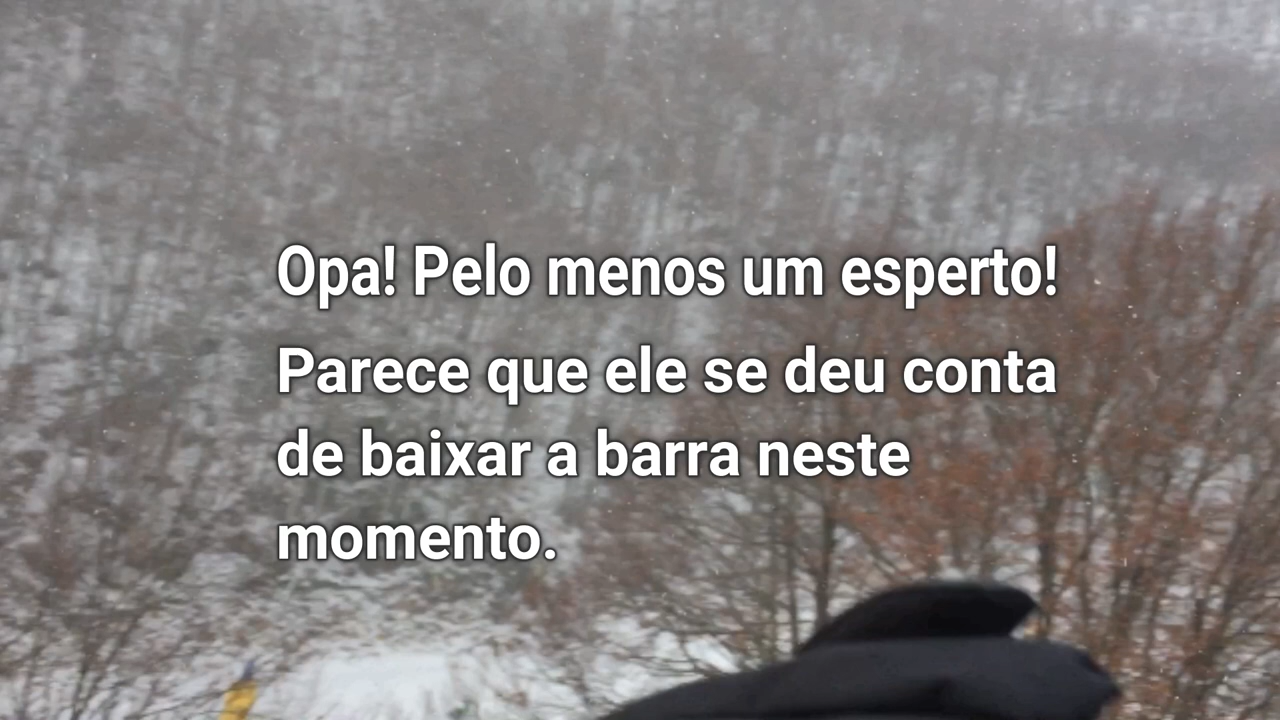 Opa! Pelo menos um esperto!
Parece que ele se deu conta
de baixar a barra neste
momento.